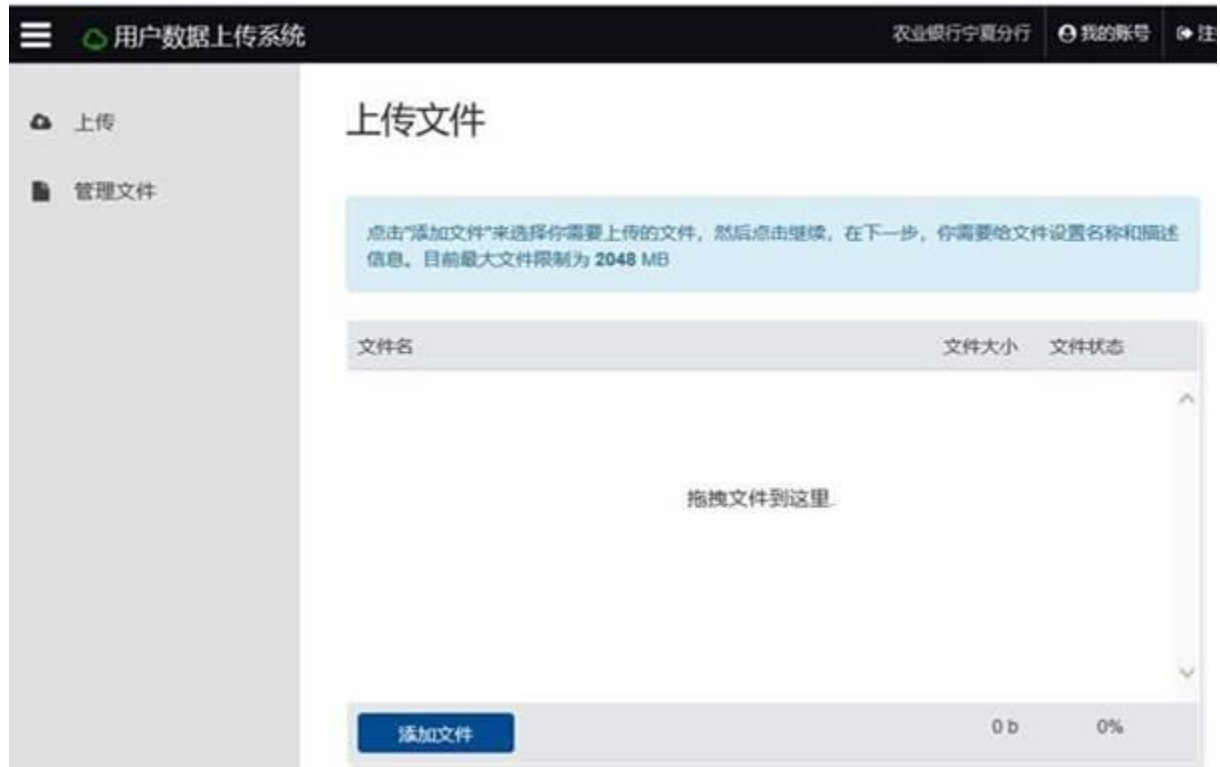 用户数据上传系统
农业银行宁夏分行
我的账号
注
上传
管理文件
上传文件
点击"添加文件"来选择你需要上传的文件，然后点击继续，在下一步，你需要给文件设置名称和描述
信息。目前最大文件限制为 2048 MB
文件名 文件大小 文件状态
拖拽文件到这里.
添加文件 0 b 0%